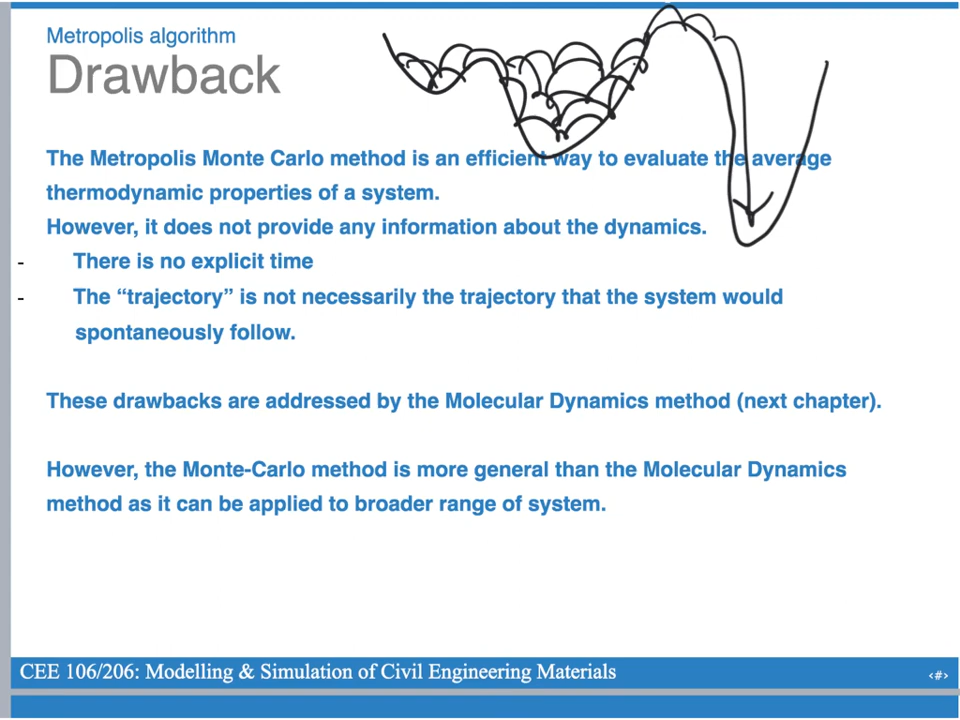 Metropolis algorithm
Drawback
The Metropolis Monte Carlo method is an efficient way to evaluate the average
thermodynamic properties of a system.
However, it does not provide any information about the dynamics.
- There is no explicit time
- The “trajectory” is not necessarily the trajectory that the system would
spontaneously follow.
These drawbacks are addressed by the Molecular Dynamics method (next chapter).
However, the Monte-Carlo method is more general than the Molecular Dynamics
method as it can be applied to broader range of system.
CEE 106/206: Modelling & Simulation of Civil Engineering Materials
‹#›